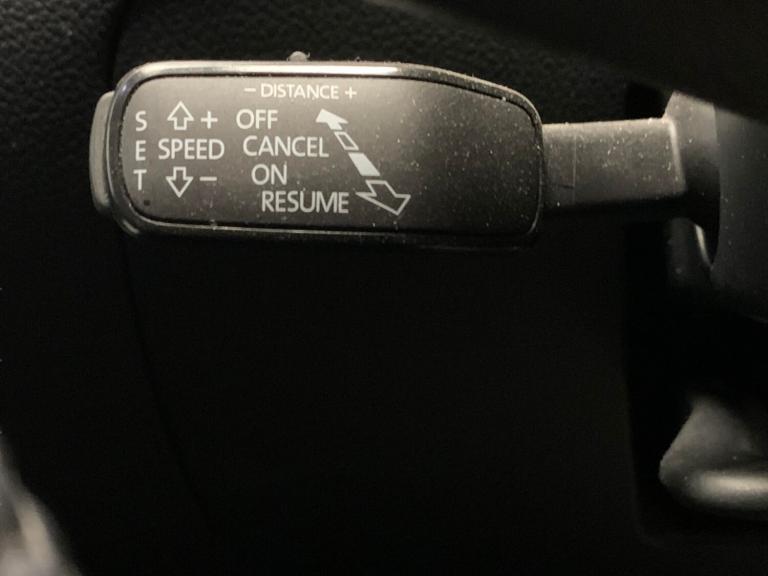 − DISTANCE +
S + OFF
E SPEED CANCEL
T − ON
RESUME